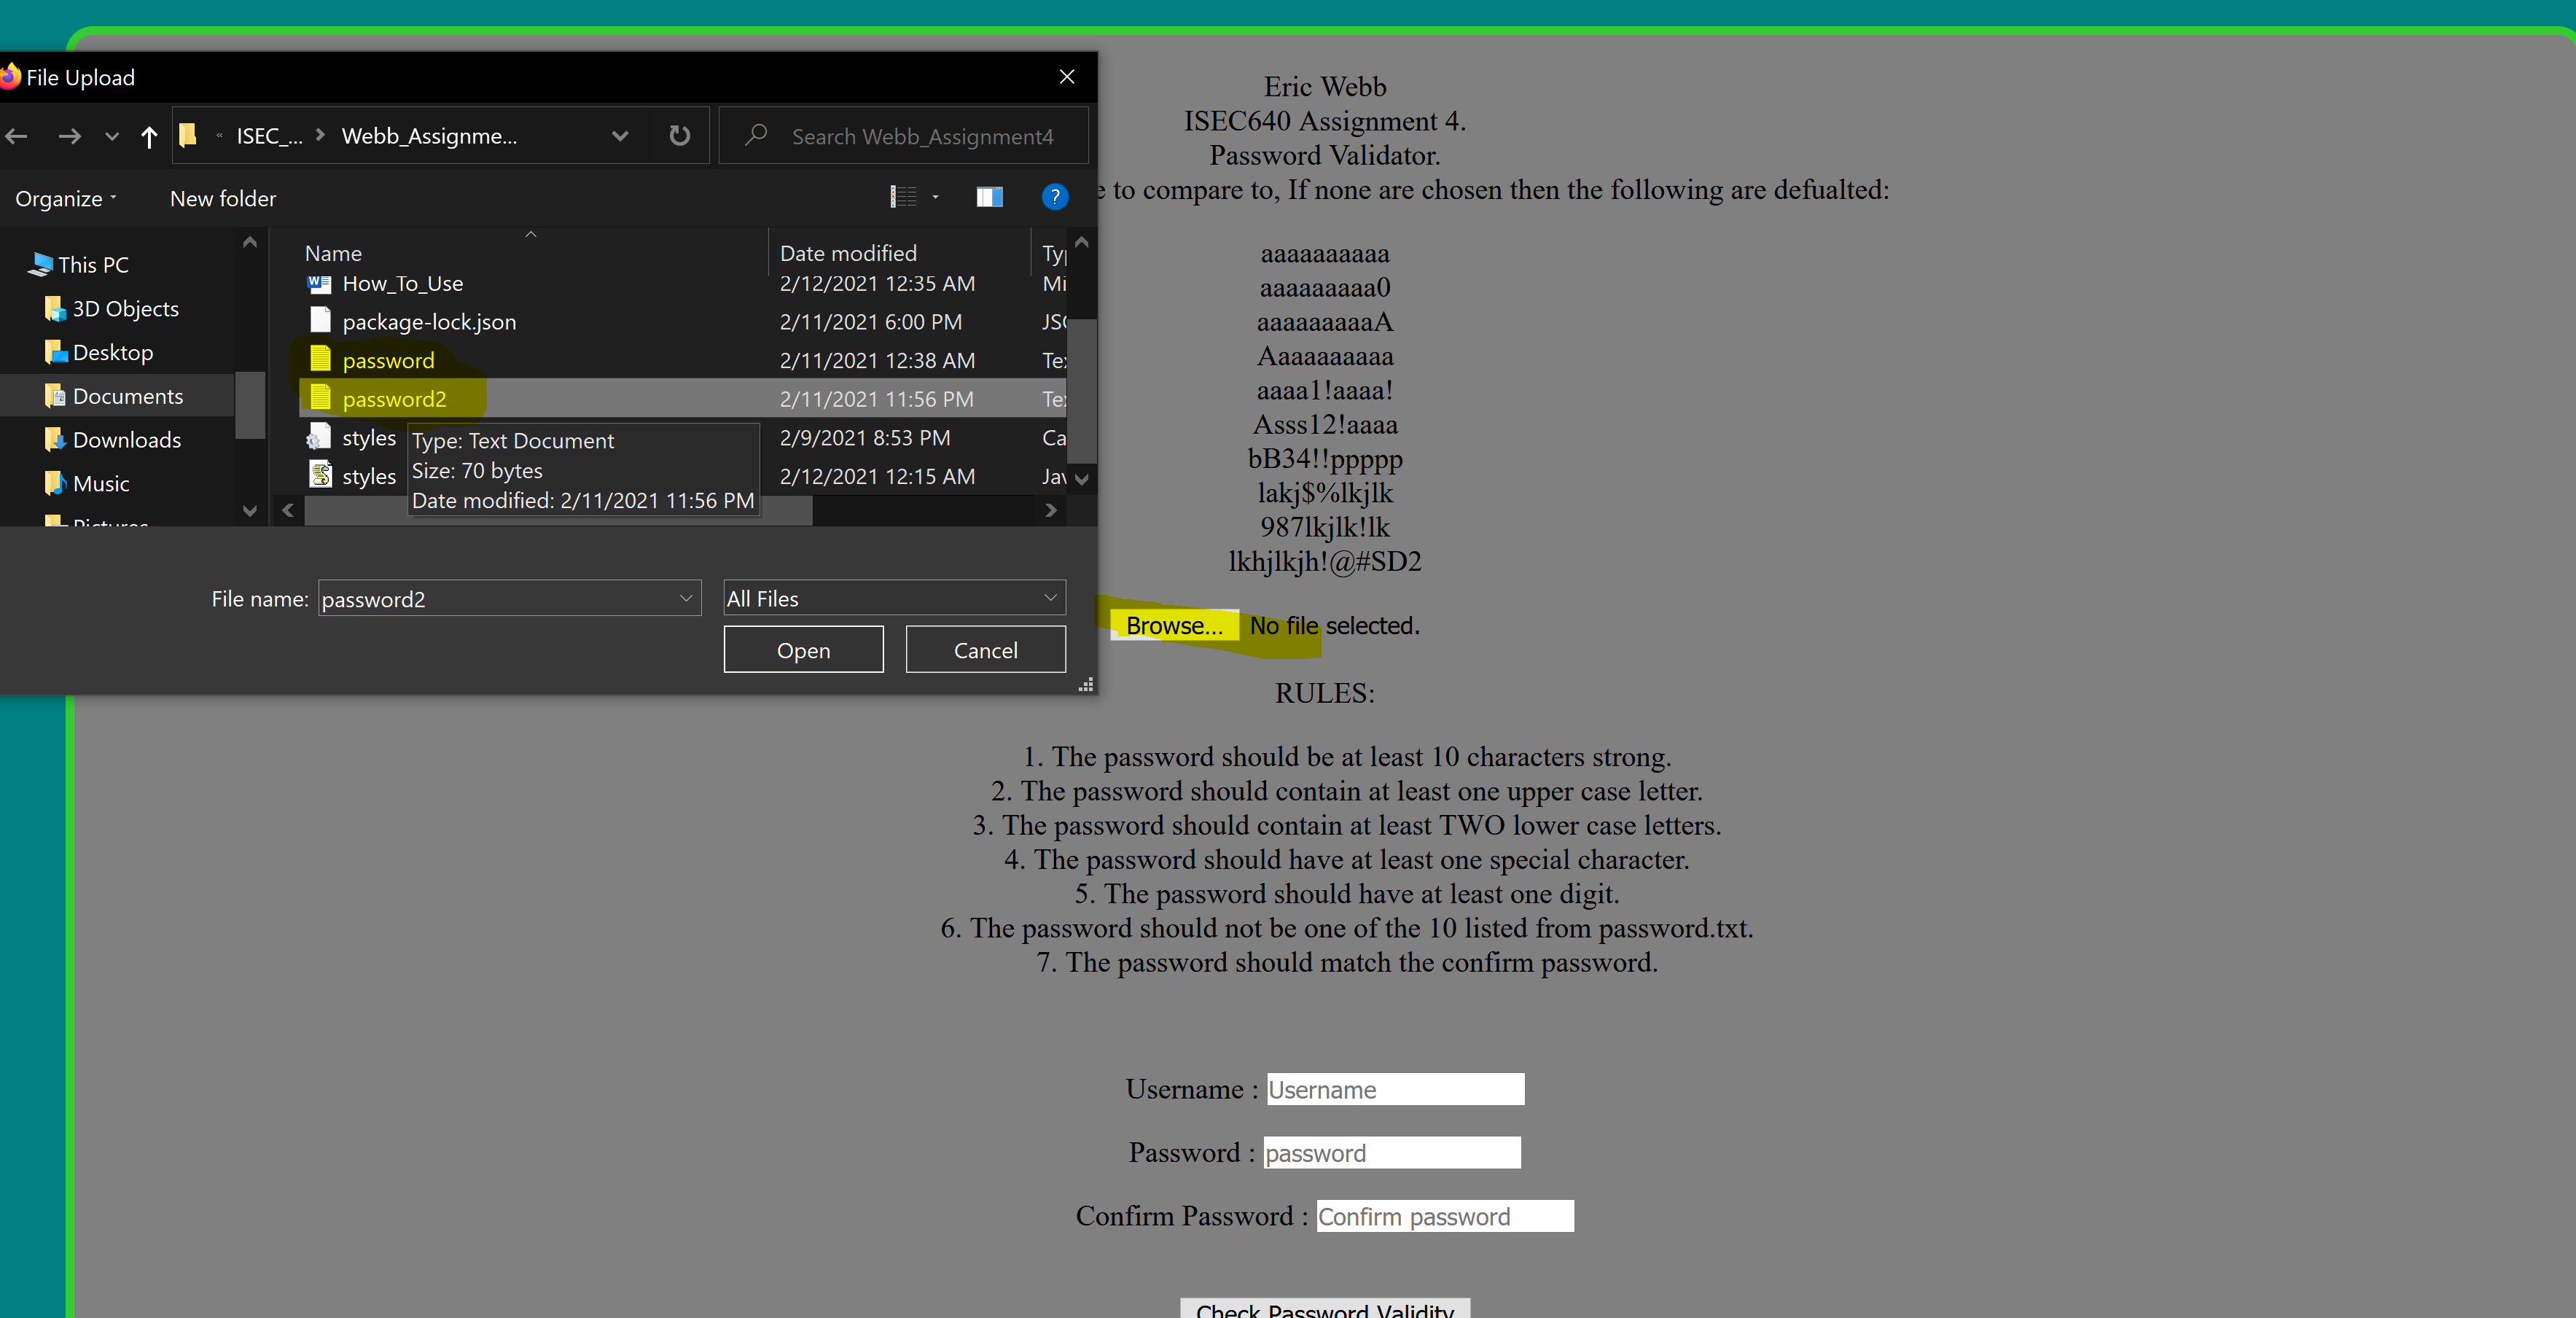 File Upload
« ISEC_... > Webb_Assignme...
Search Webb_Assignment4
Organize
New folder
?
This PC
3D Objects
Desktop
Documents
Downloads
Music
Name Date modified
How_To_Use 2/12/2021 12:35 AM Mi
package-lock.json 2/11/2021 6:00 PM
password 2/11/2021 12:38 AM
password2 2/11/2021 11:56 PM
styles 2/9/2021 8:53 PM Ca
styles 2/12/2021 12:15 AM
Type: Text Document
Size: 70 bytes
Date modified: 2/11/2021 11:56 PM
File name: password2
All Files
Open
Cancel
Eric Webb
ISEC640 Assignment 4.
Password Validator.
to compare to, If none are chosen then the following are defualted:
aaaaaaaaaa
aaaaaaaaa0
aaaaaaaaaA
Aaaaaaaaaa
aaaa1!aaaa!
Asss12!aaaa
bB34!!ppppp
lakj$%lkjlk
987lkjlk!lk
lkhjlkjh!@#SD2
Browse... No file selected.
RULES:
1. The password should be at least 10 characters strong.
2. The password should contain at least one upper case letter.
3. The password should contain at least TWO lower case letters.
4. The password should have at least one special character.
5. The password should have at least one digit.
6. The password should not be one of the 10 listed from password.txt.
7. The password should match the confirm password.
Username : Username
Password : password
Confirm Password : Confirm password
Check Password Validity